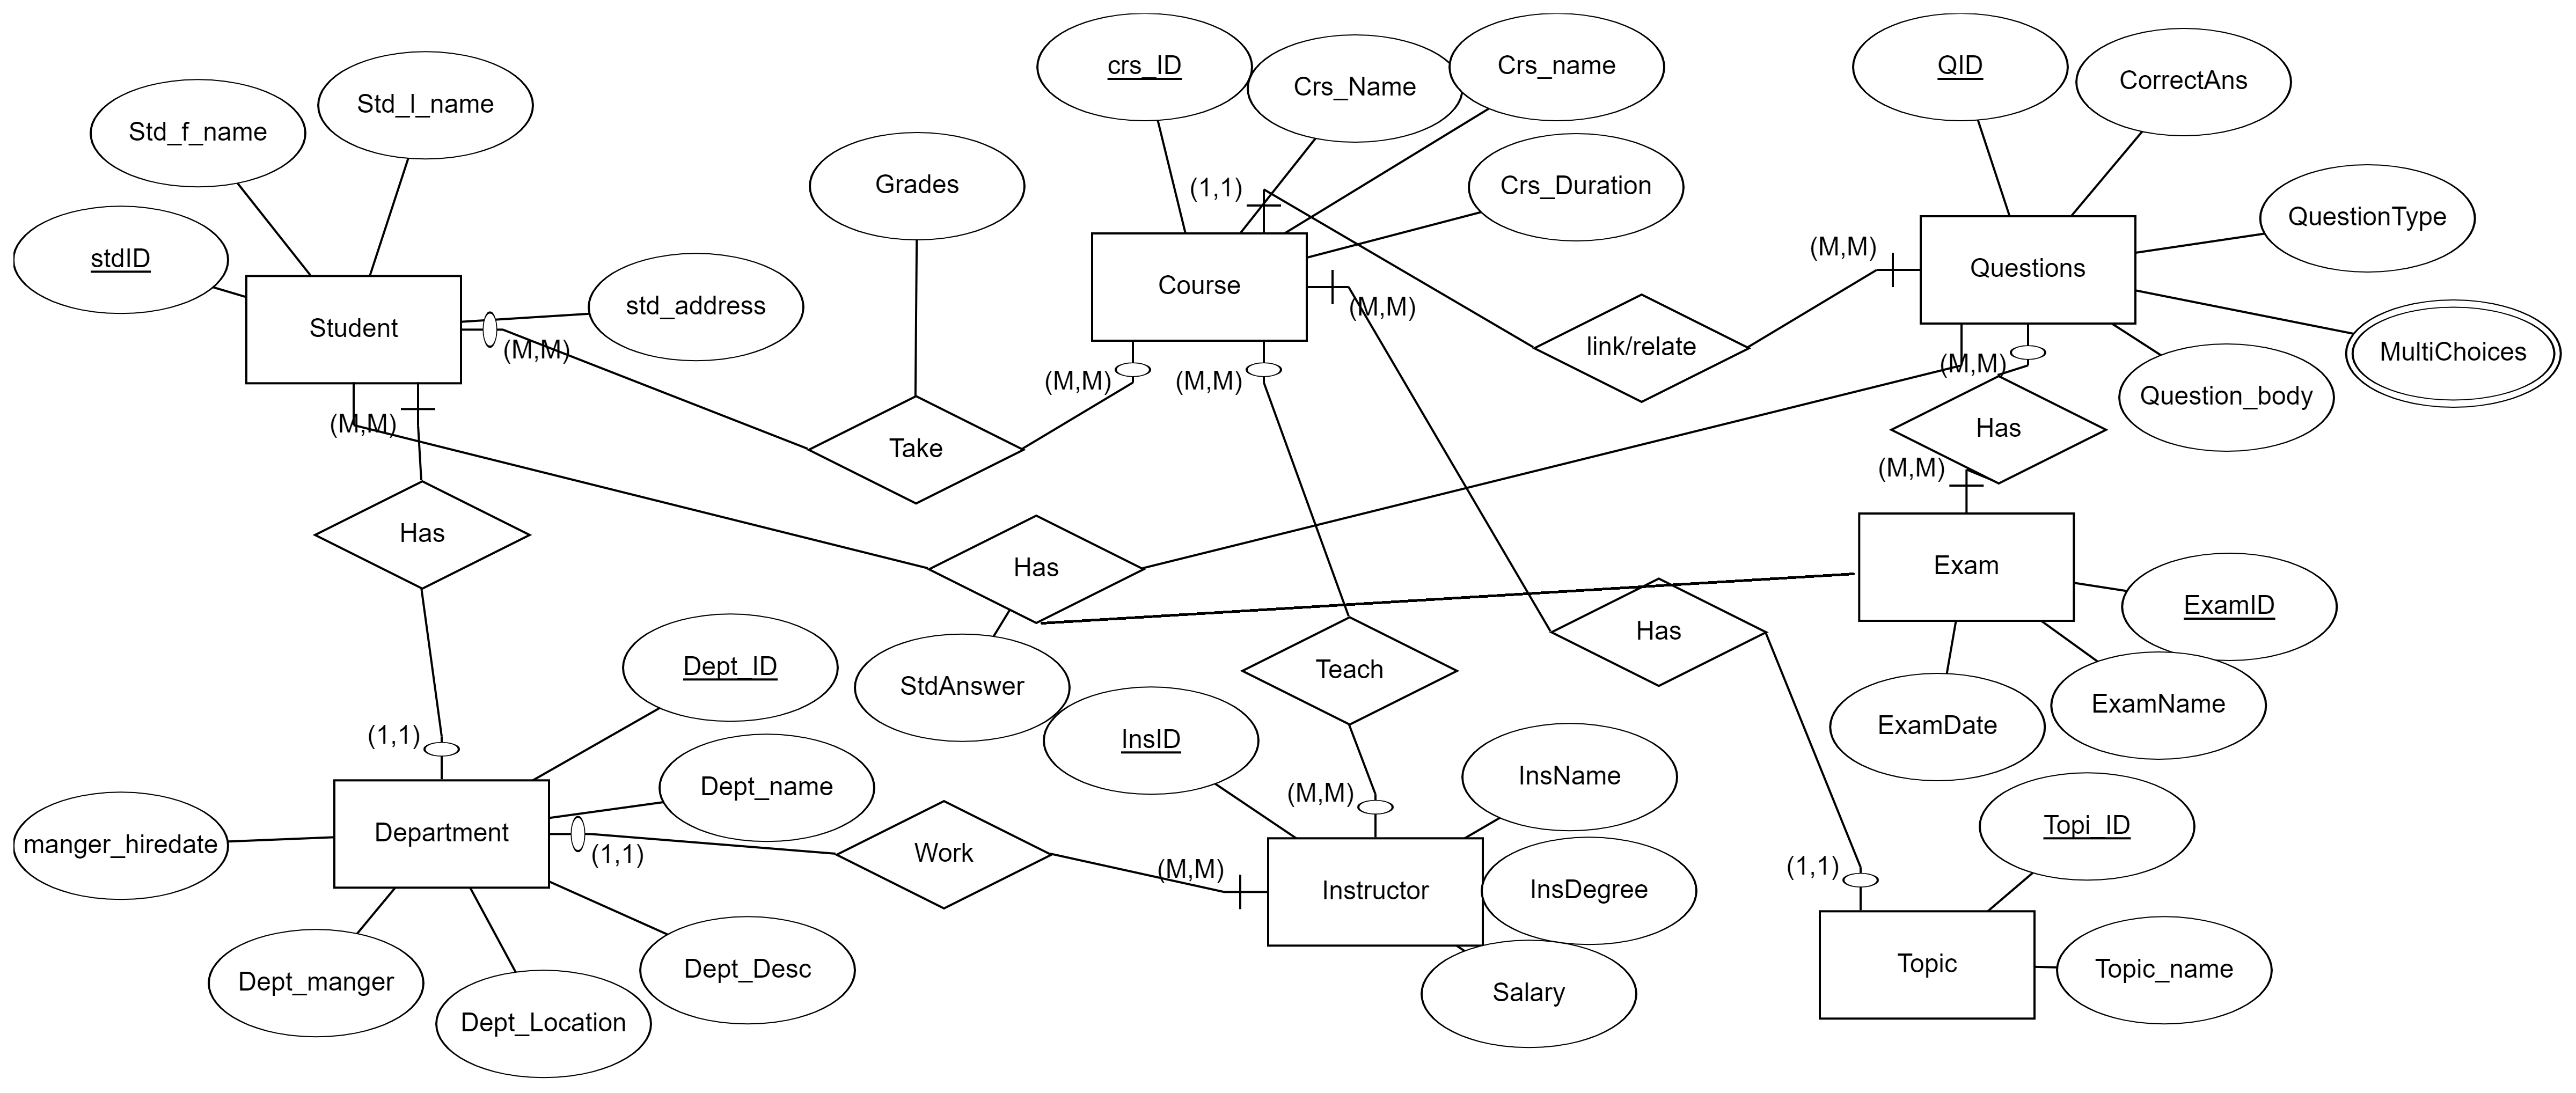 crs_ID
Crs_Name
Crs_name
QID
CorrectAns
Std_f_name
Std_l_name
Grades
(1,1)
Crs_Duration
QuestionType
stdID
std_address
Student
(M,M)
Course
(M,M)
link/relate
(M,M)
Questions
MultiChoices
(M,M)
(M,M)
(M,M)
Question_body
(M,M)
Take
Has
(M,M)
Has
Has
Exam
ExamID
StdAnswer
Teach
Has
ExamDate
ExamName
Dept_ID
(1,1)
InsID
InsName
Dept_name
(M,M)
manger_hiredate
Department
(1,1)
Work
(M,M)
Instructor
InsDegree
(1,1)
Topi_ID
Dept_manger
Dept_Location
Dept_Desc
Salary
Topic
Topic_name